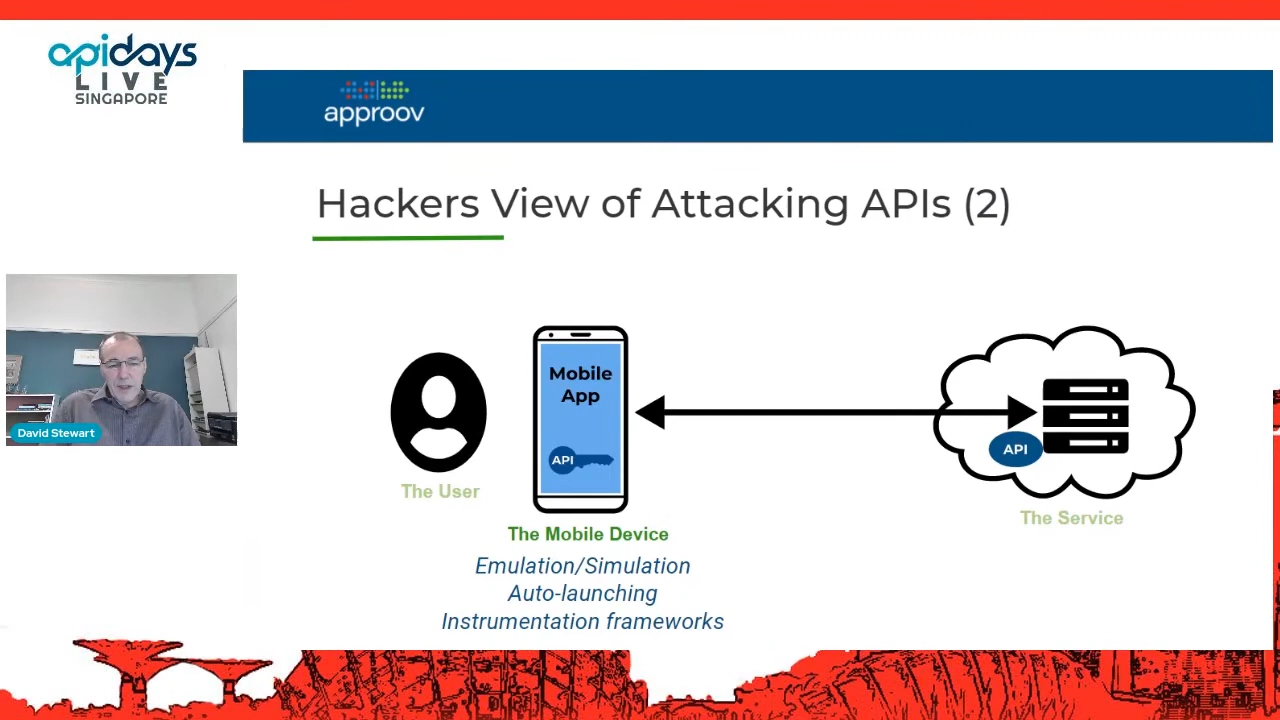 apidays
LIVE
SINGAPORE
approov
Hackers View of Attacking APIs (2)
Mobile
App
API
API
The User
The Service
The Mobile Device
Emulation/Simulation
Auto-launching
Instrumentation frameworks
David Stewart